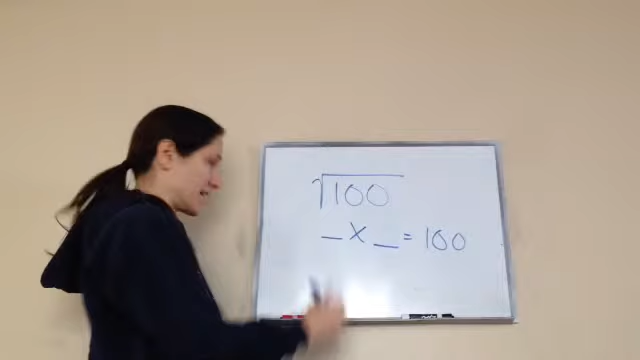 √100
_ X _ = 100